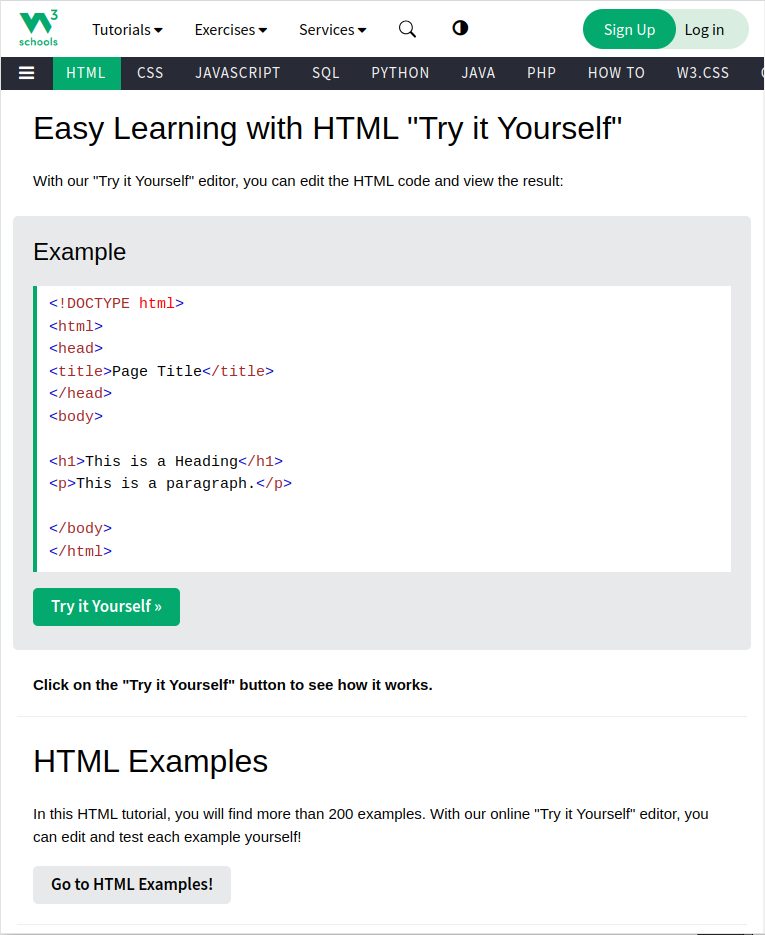 W3 schools Tutorials Exercises Services Sign Up Log in
HTML CSS JAVASCRIPT SQL PYTHON JAVA PHP HOW TO W3.CSS
Easy Learning with HTML "Try it Yourself"
With our "Try it Yourself" editor, you can edit the HTML code and view the result:
Example
<!DOCTYPE html>
<html>
<head>
<title>Page Title</title>
</head>
<body>
<h1>This is a Heading</h1>
<p>This is a paragraph.</p>
</body>
</html>
Try it Yourself »
Click on the "Try it Yourself" button to see how it works.
HTML Examples
In this HTML tutorial, you will find more than 200 examples. With our online "Try it Yourself" editor, you
can edit and test each example yourself!
Go to HTML Examples!